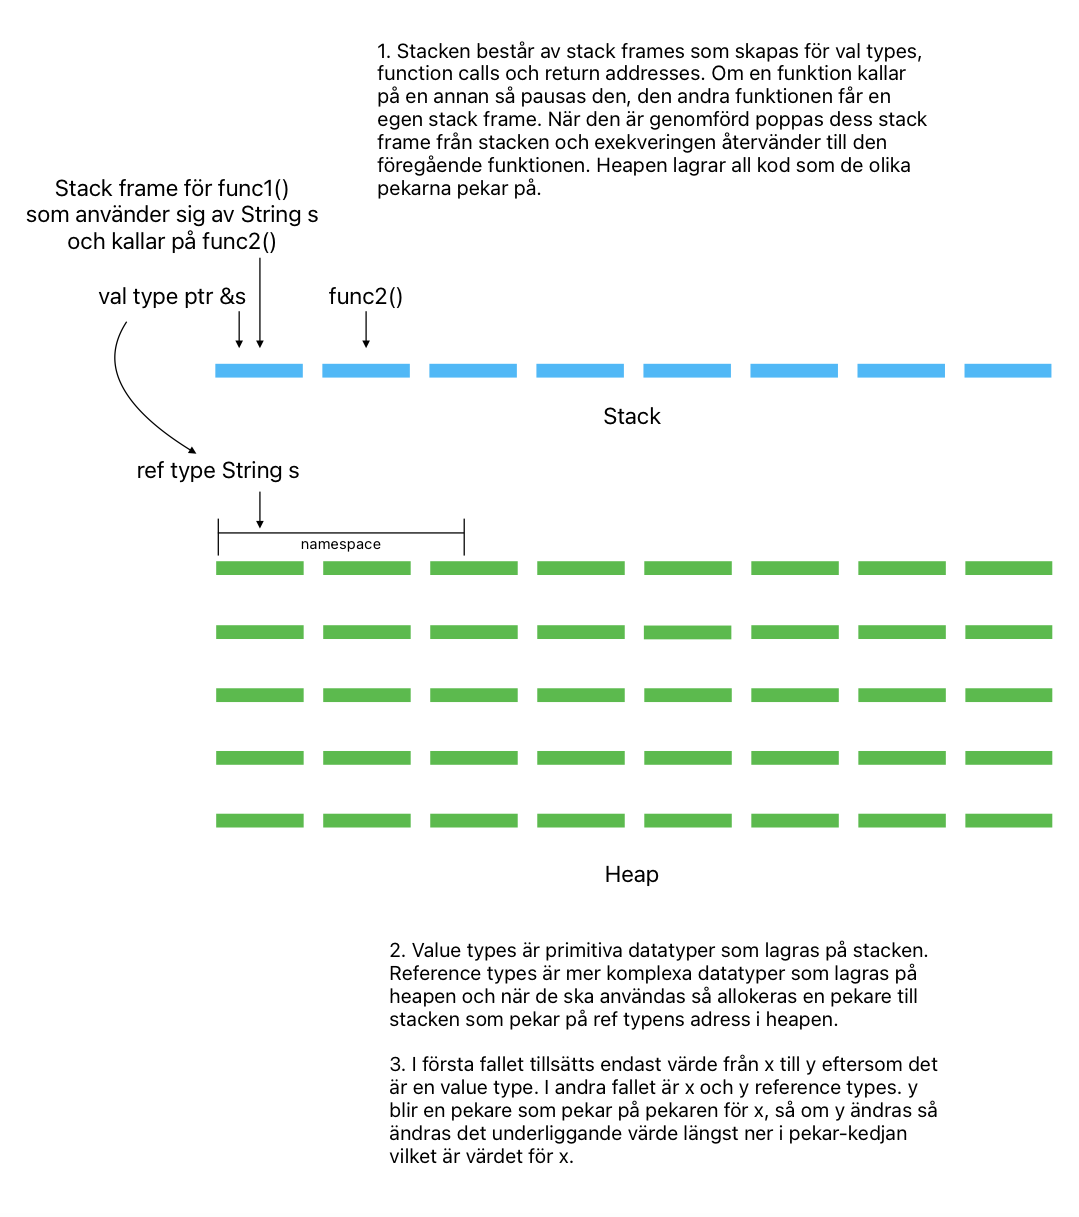 1. Stacken består av stack frames som skapas för val types,
function calls och return addresses. Om en funktion kallar
på en annan så pausas den, den andra funktionen får en
egen stack frame. När den är genomförd poppas dess stack
frame från stacken och exekveringen återvänder till den
föregående funktionen. Heapen lagrar all kod som de olika
pekarna pekar på.
Stack frame för func1()
som använder sig av String s
och kallar på func2()
val type ptr &s
func2()
Stack
ref type String s
namespace
Heap
2. Value types är primitiva datatyper som lagras på stacken.
Reference types är mer komplexa datatyper som lagras på
heapen och när de ska användas så allokeras en pekare till
stacken som pekar på ref typens adress i heapen.
3. I första fallet tillsätts endast värde från x till y eftersom det
är en value type. I andra fallet är x och y reference types. y
blir en pekare som pekar på pekaren för x, så om y ändras så
ändras det underliggande värde längst ner i pekar-kedjan
vilket är värdet för x.